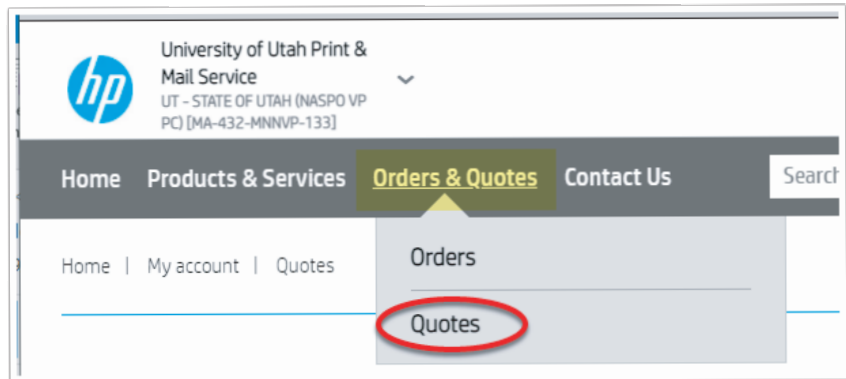 hp
University of Utah Print &
Mail Service
UT - STATE OF UTAH (NASPO VP
PC) [MA-432-MNNVP-133]
Home Products & Services Orders & Quotes Contact Us Search
Home | My account | Quotes
Orders
Quotes